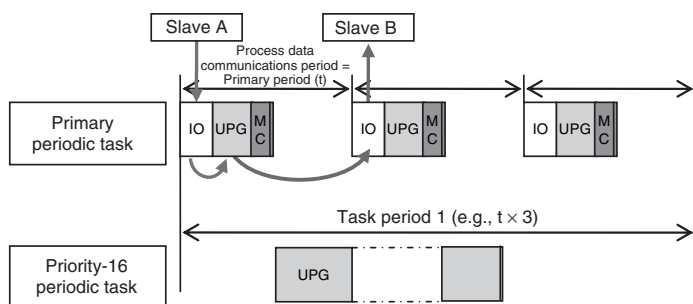 Slave A
Slave B
Process data
communications period =
Primary period (t)
Primary
periodic task
IO
UPG
M
C
IO
UPG
M
C
IO
UPG
M
C
Task period 1 (e.g., t × 3)
Priority-16
periodic task
UPG